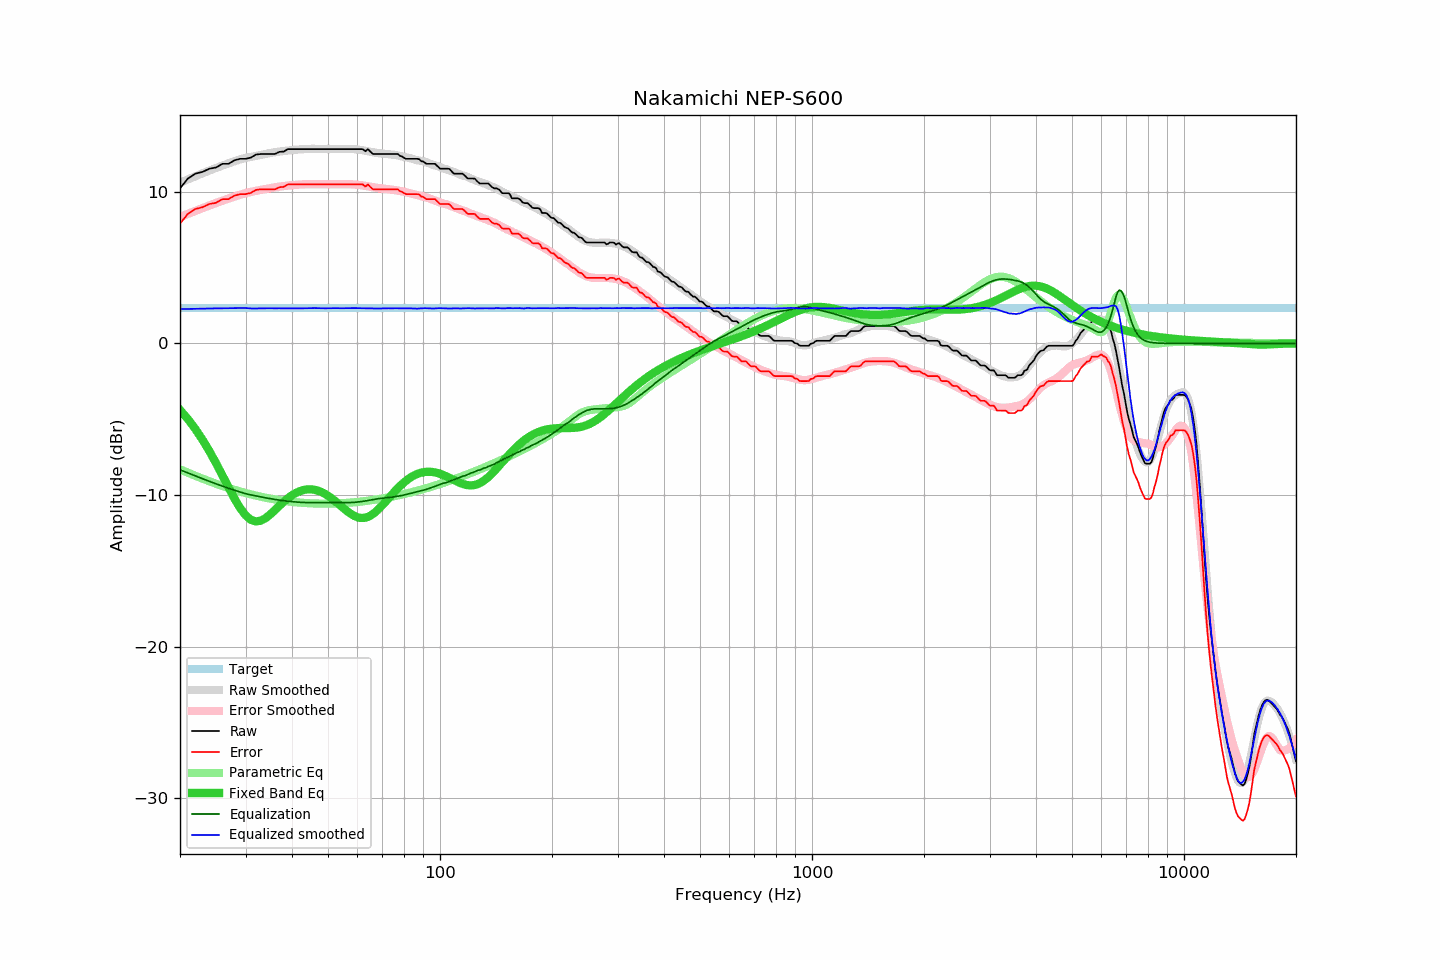 Nakamichi NEP-S600
10
0
−10
−20
−30
Amplitude (dBr)
Target
Raw Smoothed
Error Smoothed
Raw
Error
Parametric Eq
Fixed Band Eq
Equalization
Equalized smoothed
100
1000
10000
Frequency (Hz)